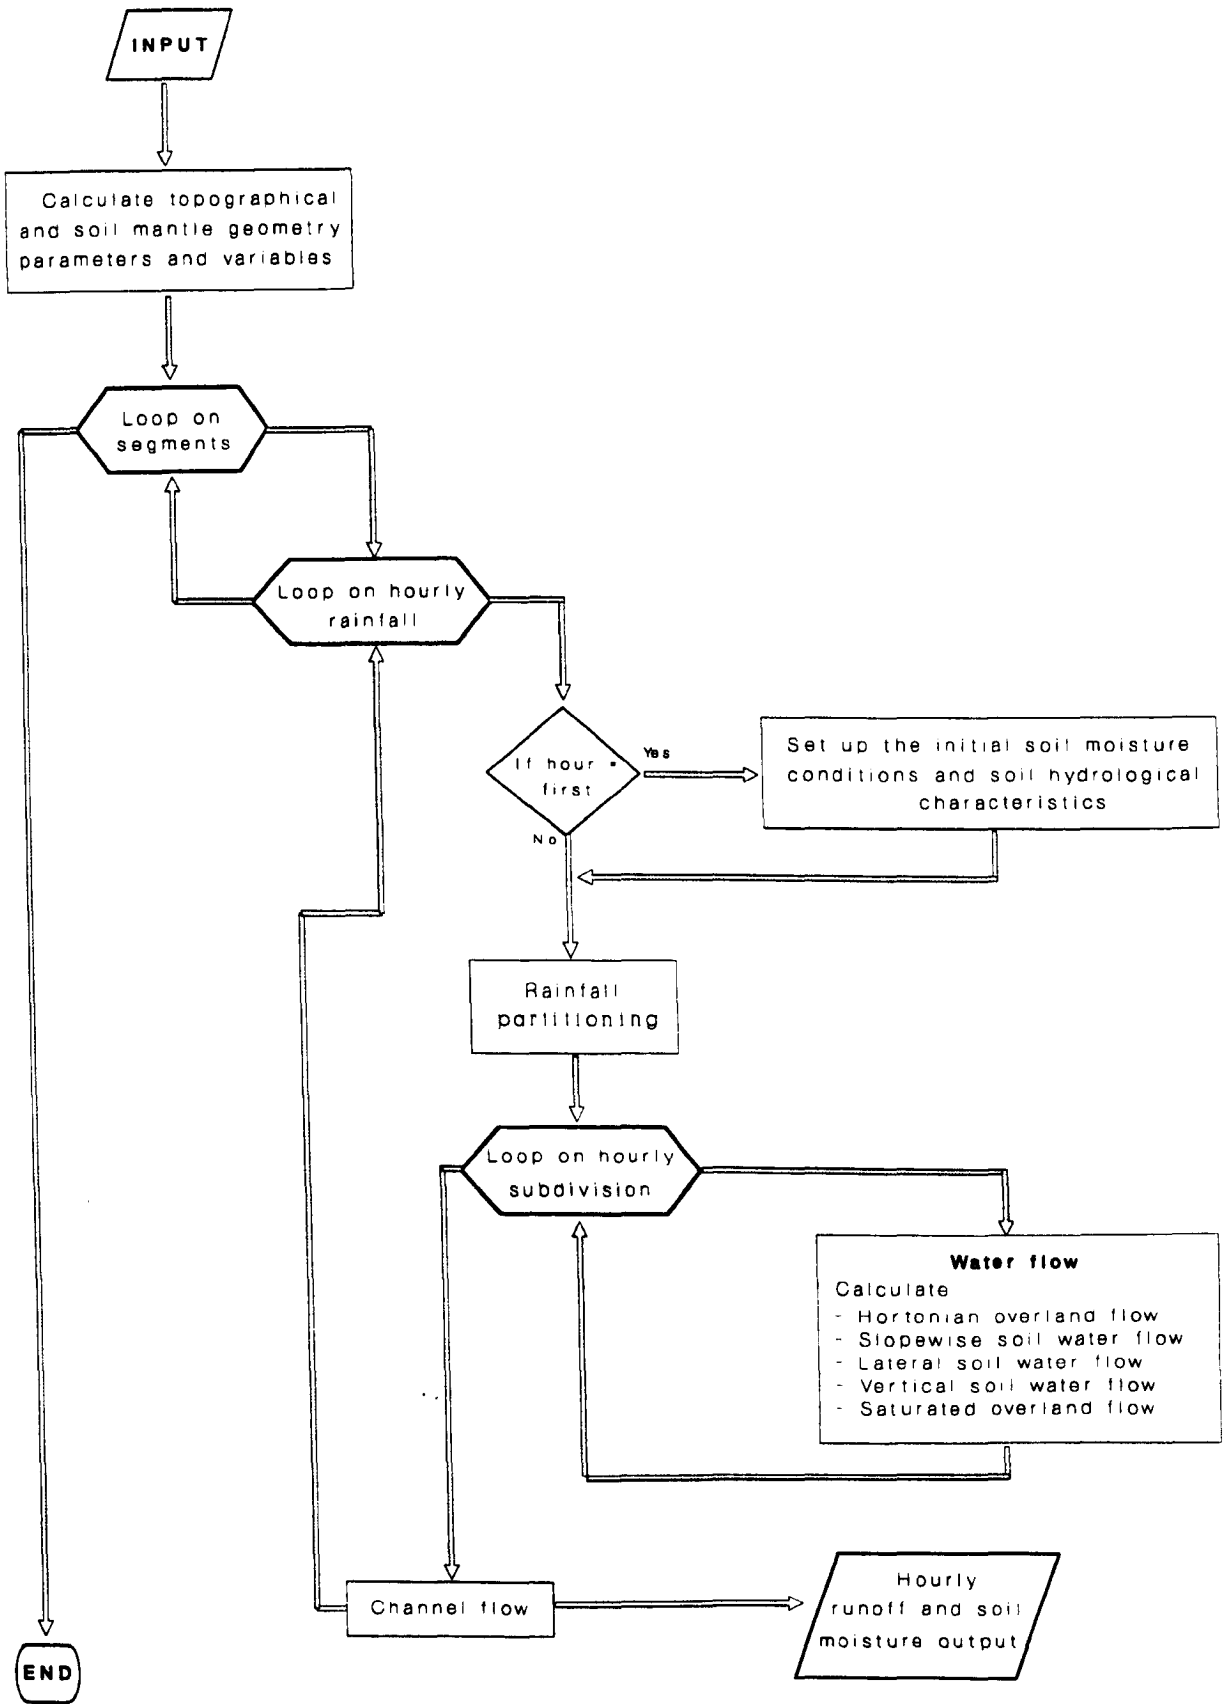 INPUT
Calculate topographical
and soil mantle geometry
parameters and variables
Loop on
segments
Loop on hourly
rainfall
If hour =
first
Yes
Set up the initial soil moisture
conditions and soil hydrological
characteristics
No
Rainfall
partitioning
Loop on hourly
subdivision
Water flow
Calculate
- Hortonian overland flow
- Slopewise soil water flow
- Lateral soil water flow
- Vertical soil water flow
- Saturated overland flow
Channel flow
Hourly
runoff and soil
moisture output
END